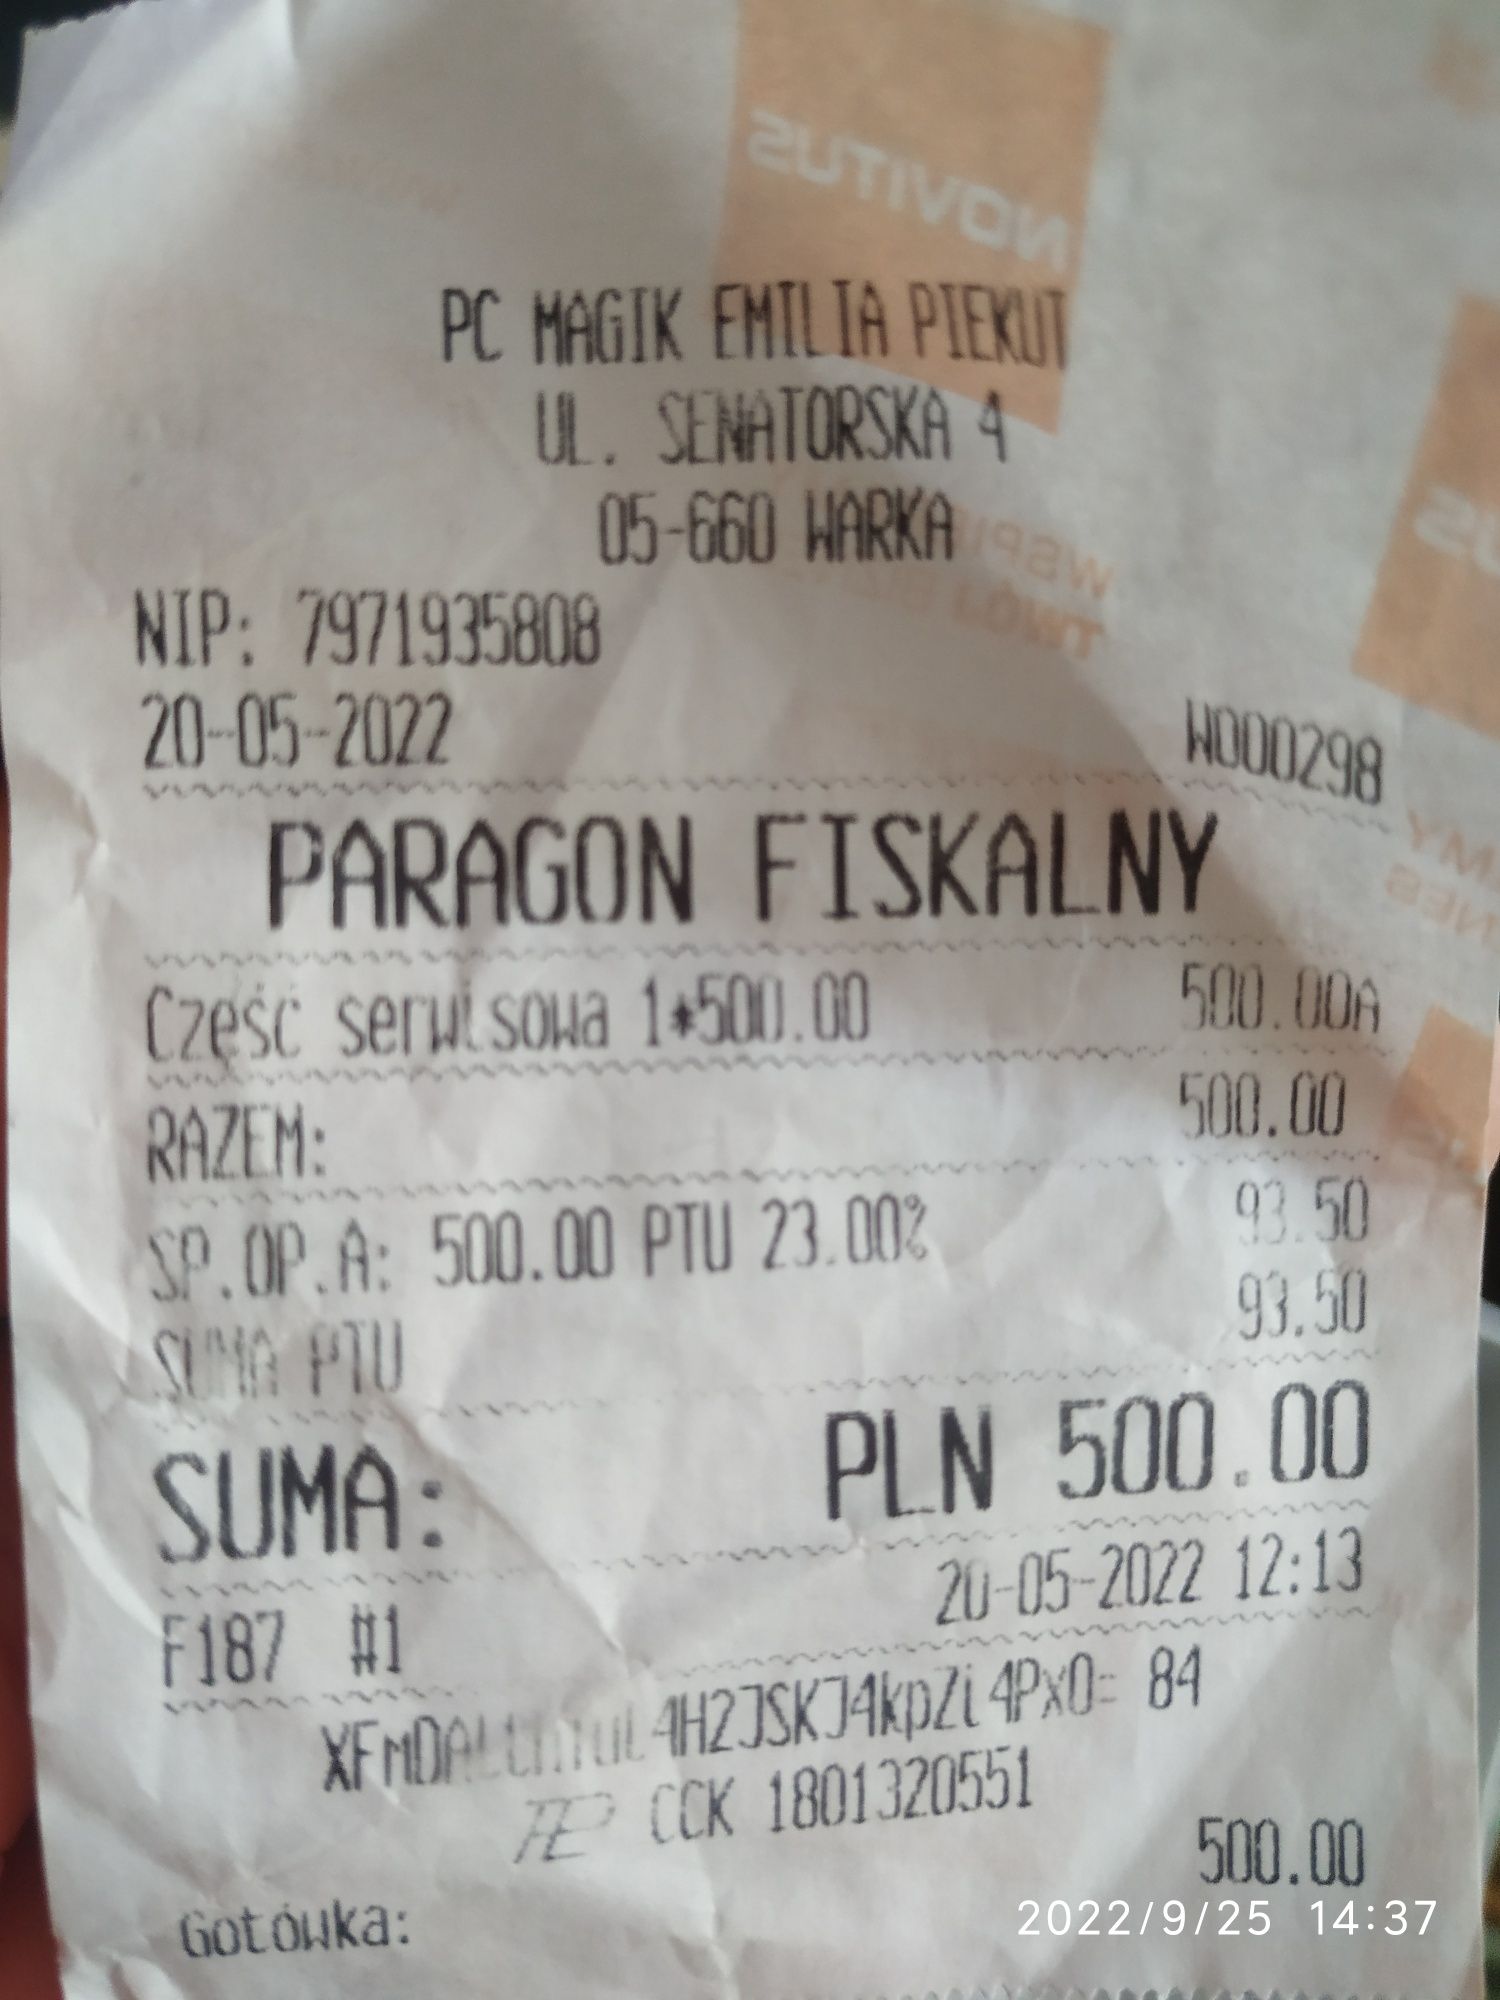 NOVITUS
PC MAGIK EMILIA PIEKUT
UL. SENATORSKA 4
05-660 WARKA
NIP: 7971935808
20-05-2022 W000298
PARAGON FISKALNY
Część serwisowa 1*500.00 500.00A
RAZEM: 500.00
SP.OP.A: 500.00 PTU 23.00% 93.50
SUMA PTU 93.50
SUMA: PLN 500.00
F187 #1 20-05-2022 12:13
84
CCK 1801320551
Gotówka: 500.00
2022/9/25 14:37